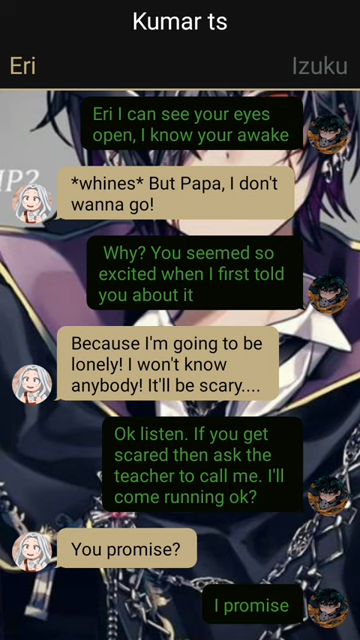 Kumar ts
Eri
Izuku
Eri I can see your eyes
open, I know your awake
IP?
*whines* But Papa, I don't
wanna go!
Why? You seemed so
excited when I first told
you about it
Because I'm going to be
lonely! I won't know
anybody! It'll be scary....
Ok listen. If you get
scared then ask the
teacher to call me. I'll
come running ok?
You promise?
I promise